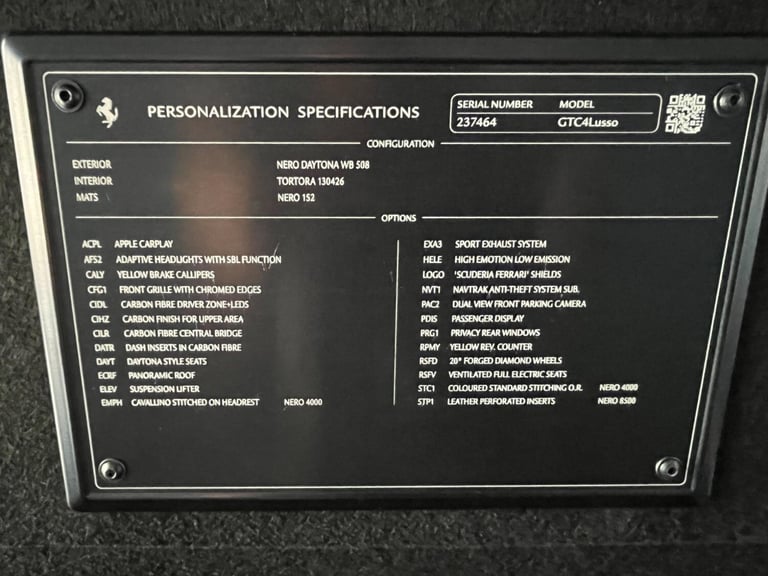 PERSONALIZATION SPECIFICATIONS
SERIAL NUMBER MODEL
237464 GTC4Lusso
CONFIGURATION
EXTERIOR NERO DAYTONA WB 508
INTERIOR TORTORA 130426
MATS NERO 152
OPTIONS
ACPL APPLE CARPLAY
AFS2 ADAPTIVE HEADLIGHTS WITH SBL FUNCTION
CALY YELLOW BRAKE CALLIPERS
CFG1 FRONT GRILLE WITH CHROMED EDGES
CIDL CARBON FIBRE DRIVER ZONE+LEDS
CIHZ CARBON FINISH FOR UPPER AREA
CILR CARBON FIBRE CENTRAL BRIDGE
DATR DASH INSERTS IN CARBON FIBRE
DAYT DAYTONA STYLE SEATS
ECRF PANORAMIC ROOF
ELEV SUSPENSION LIFTER
EMPH CAVALLINO STITCHED ON HEADREST NERO 4000
EXA3 SPORT EXHAUST SYSTEM
HELE HIGH EMOTION LOW EMISSION
LOGO 'SCUDERIA FERRARI' SHIELDS
NVT1 NAVTRAK ANTI-THEFT SYSTEM SUB.
PAC2 DUAL VIEW FRONT PARKING CAMERA
PDIS PASSENGER DISPLAY
PRG1 PRIVACY REAR WINDOWS
RPMY YELLOW REV. COUNTER
RSFD 20" FORGED DIAMOND WHEELS
RSFV VENTILATED FULL ELECTRIC SEATS
STC1 COLOURED STANDARD STITCHING O.R. NERO 4000
STP1 LEATHER PERFORATED INSERTS NERO 8500